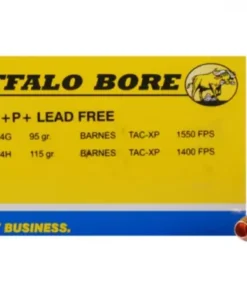 FFALO BORE
+P+ LEAD FREE
4G 95 gr. BARNES TAC-XP 1550 FPS
4H 115 gr. BARNES TAC-XP 1400 FPS
BUSINESS.